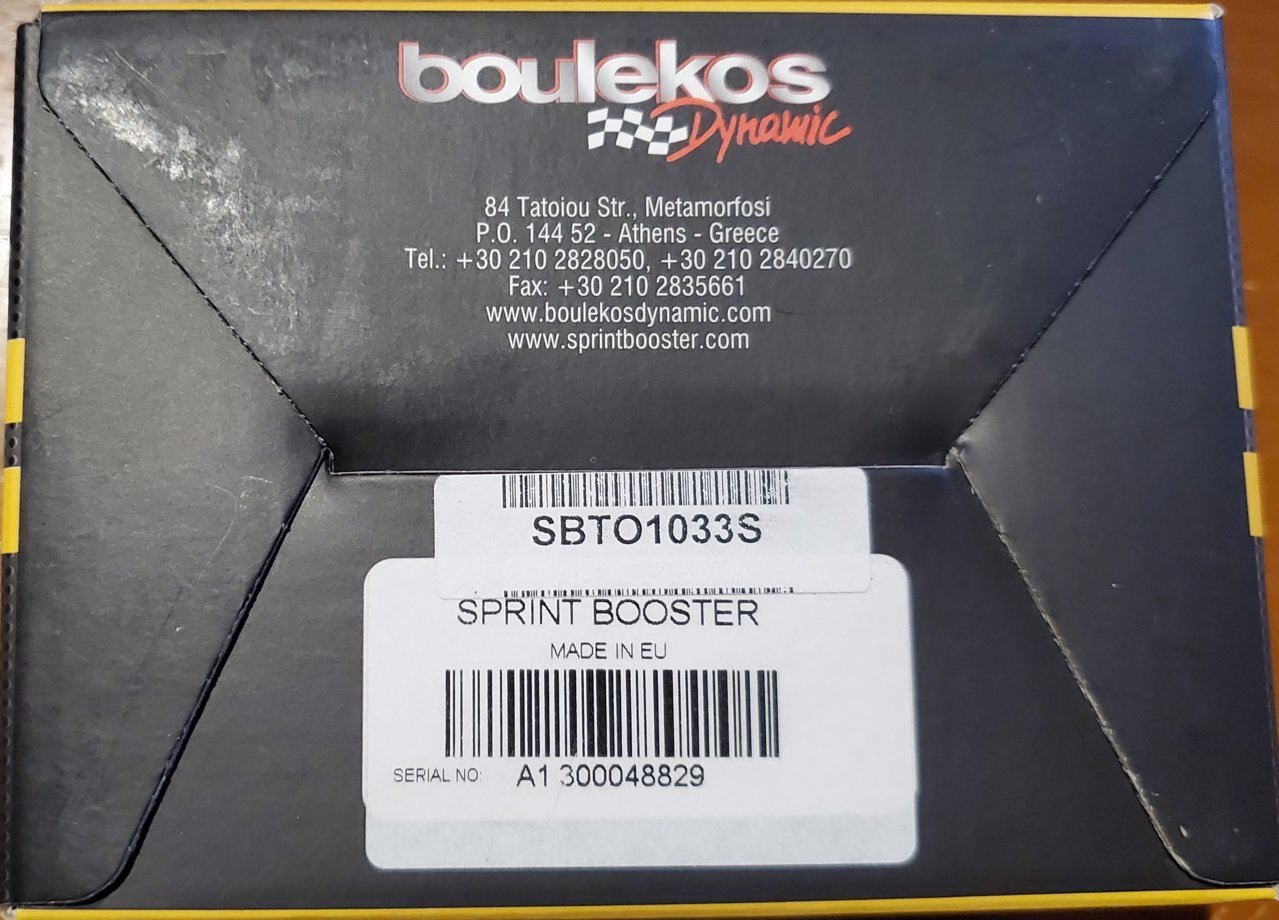 boulekos
Dynamic
84 Tatoiou Str., Metamorfosi
P.O. 144 52 - Athens - Greece
Tel.: +30 210 2828050, +30 210 2840270
Fax: +30 210 2835661
www.boulekosdynamic.com
www.sprintbooster.com
SBTO1033S
SPRINT BOOSTER
MADE IN EU
SERIAL NO: A1 300048829